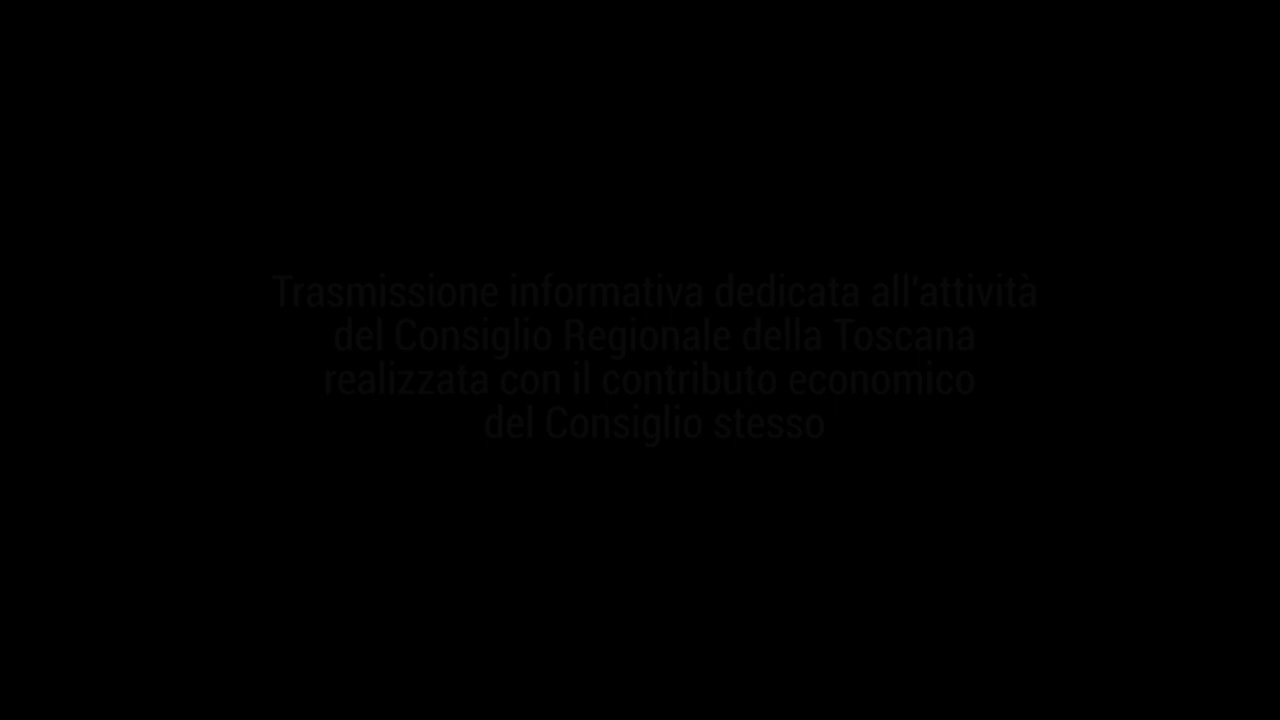 Trasmissione informativa dedicata all'attività
del Consiglio Regionale della Toscana
realizzata con il contributo economico
del Consiglio stesso